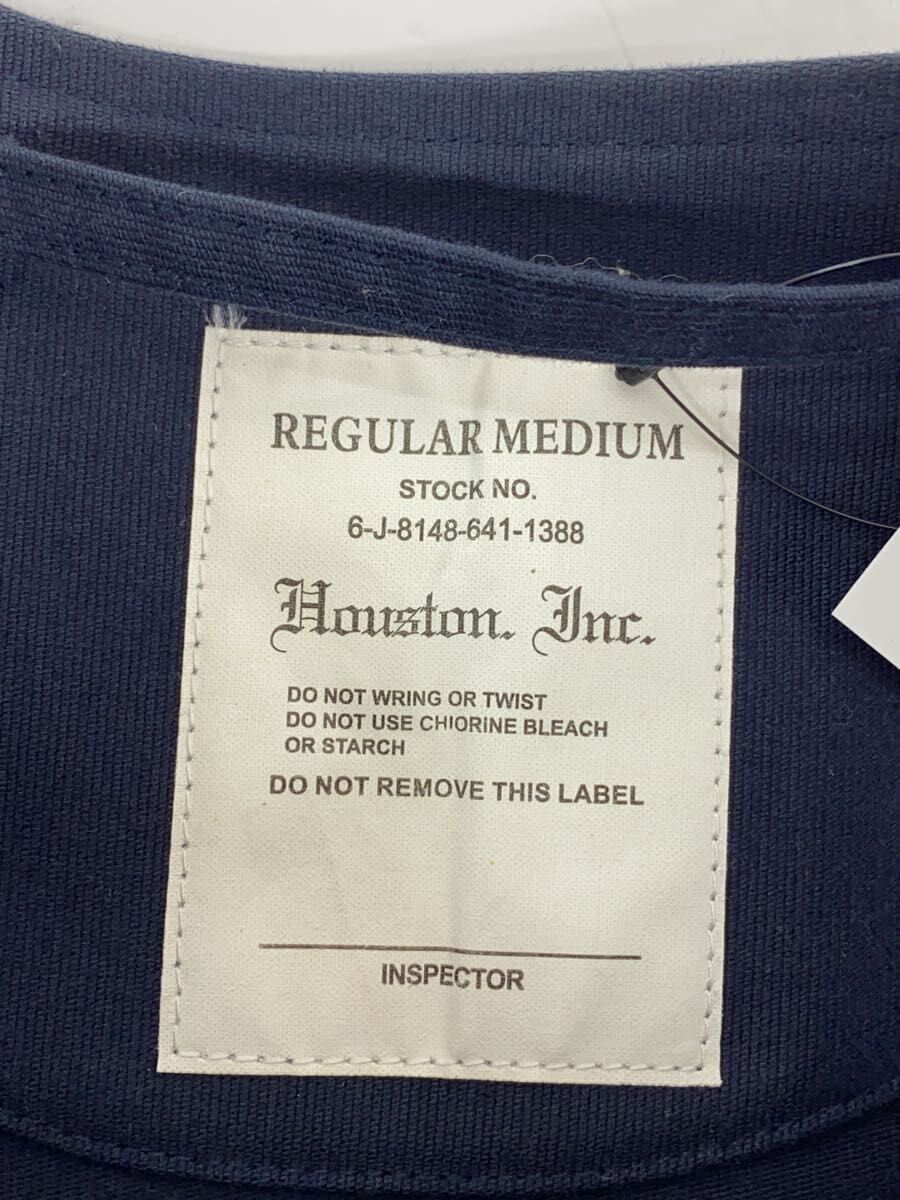 REGULAR MEDIUM
STOCK NO.
6-J-8148-641-1388
Houston. Inc.
DO NOT WRING OR TWIST
DO NOT USE CHIORINE BLEACH
OR STARCH
DO NOT REMOVE THIS LABEL
INSPECTOR